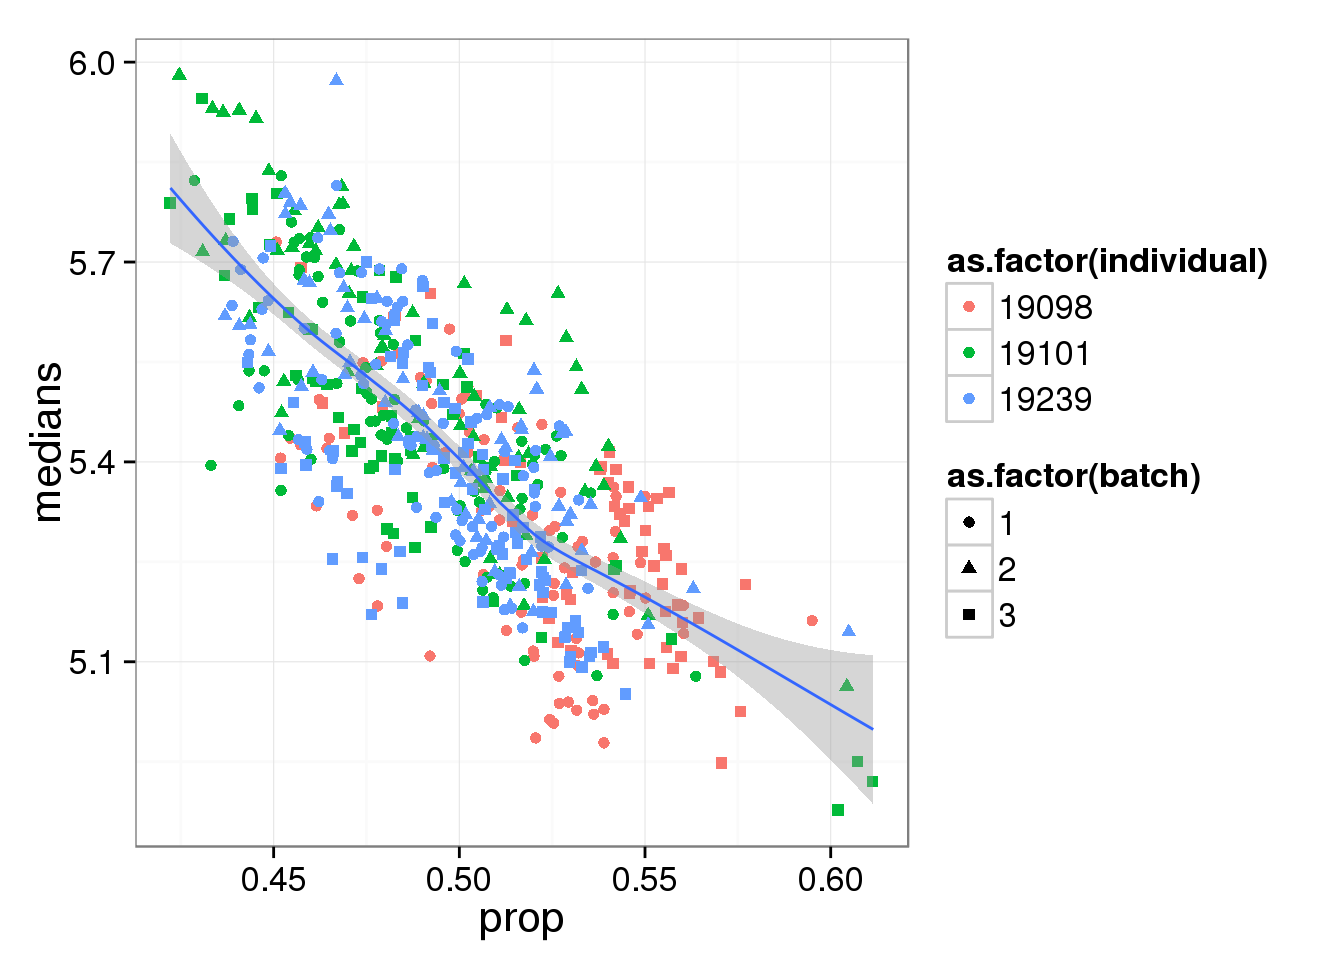 6.0
5.7
5.4
5.1
medians
0.45 0.50 0.55 0.60
prop
as.factor(individual)
19098
19101
19239
as.factor(batch)
1
2
3